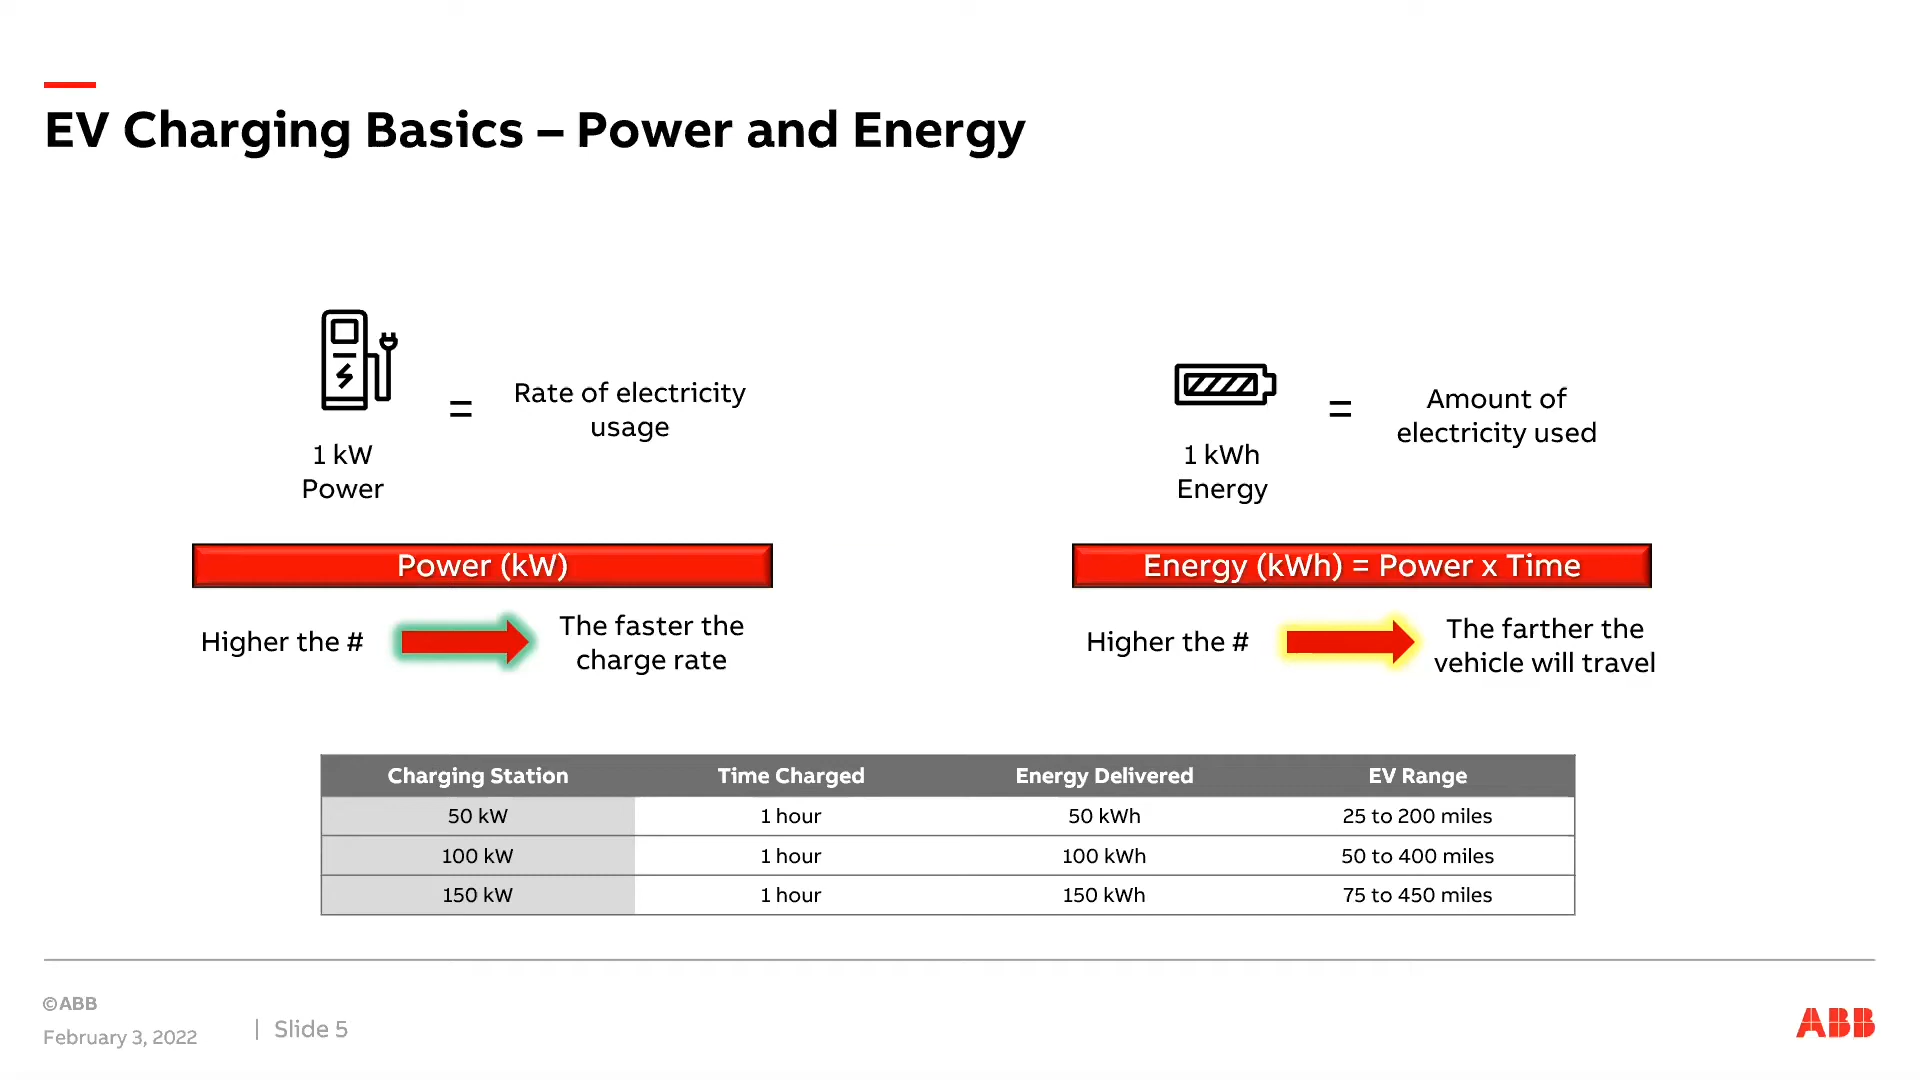 EV Charging Basics – Power and Energy
1 kW
Power
=
Rate of electricity
usage
1 kWh
Energy
=
Amount of
electricity used
Power (kW)
Higher the #
The faster the
charge rate
Energy (kWh) = Power x Time
Higher the #
The farther the
vehicle will travel
Charging Station Time Charged Energy Delivered EV Range
50 kW 1 hour 50 kWh 25 to 200 miles
100 kW 1 hour 100 kWh 50 to 400 miles
150 kW 1 hour 150 kWh 75 to 450 miles
©ABB
February 3, 2022 | Slide 5
ABB